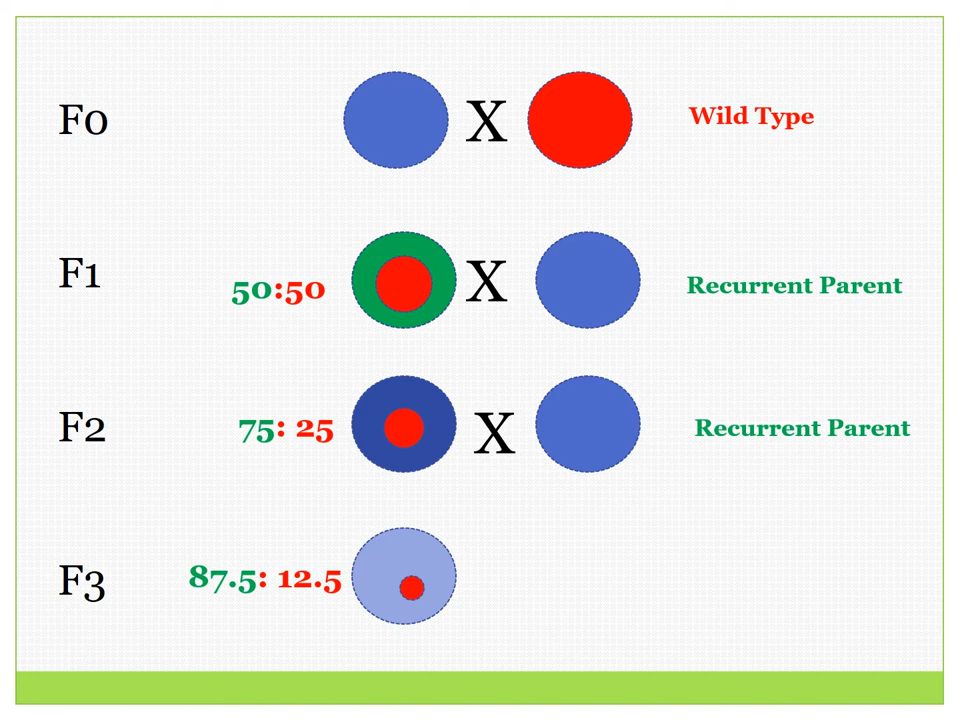 F0 X Wild Type
F1 50:50 X Recurrent Parent
F2 75: 25 X Recurrent Parent
F3 87.5: 12.5